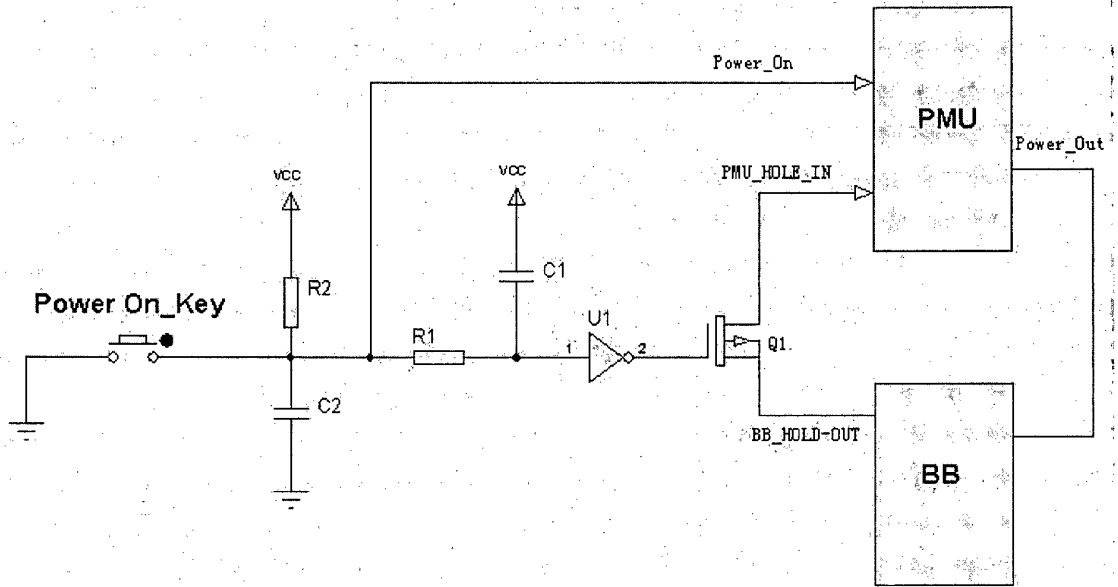 Power_On
PMU
Power_Out
PMU_HOLE_IN
VCC
VCC
C1
R2
Power On_Key
U1
R1
1
2
Q1.
C2
BB_HOLD-OUT
BB